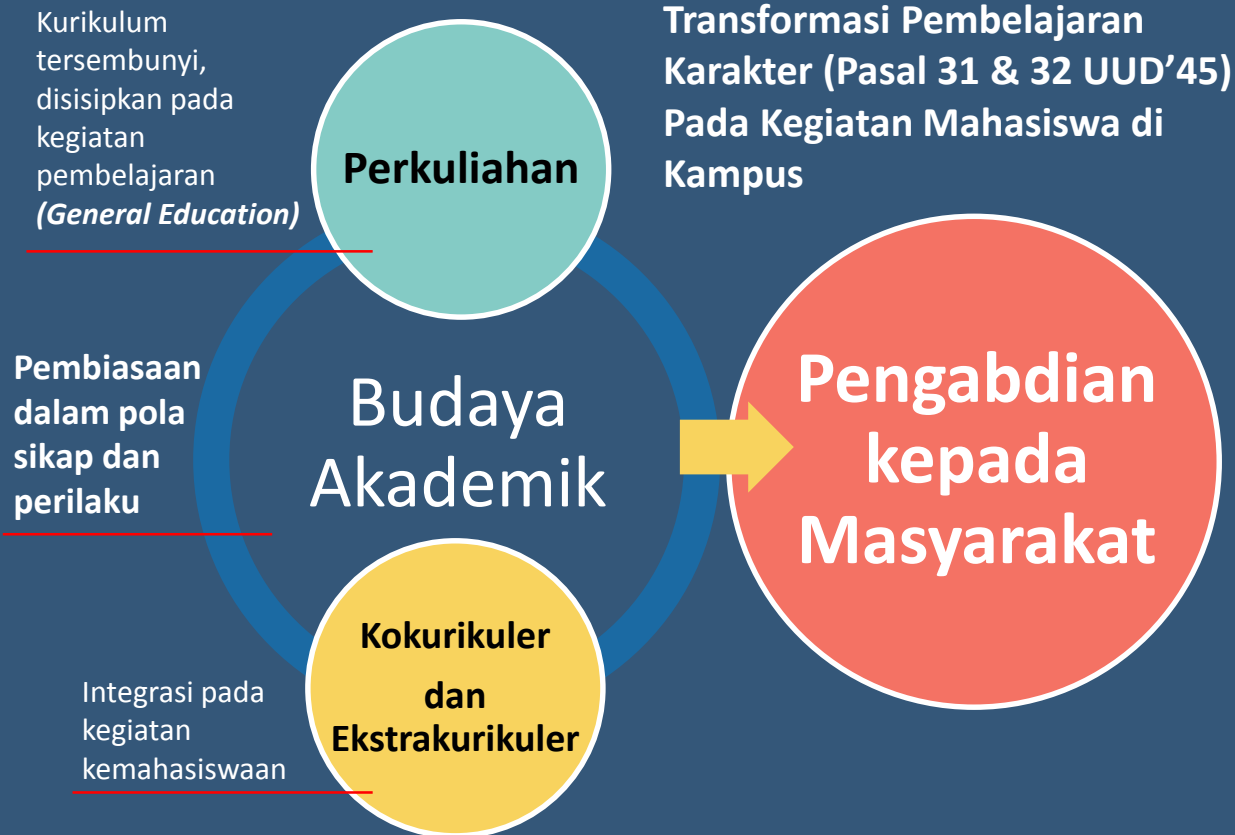 Kurikulum
tersembunyi,
disisipkan pada
kegiatan
pembelajaran
(General Education)
Transformasi Pembelajaran
Karakter (Pasal 31 & 32 UUD’45)
Pada Kegiatan Mahasiswa di
Kampus
Perkuliahan
Pembiasaan
dalam pola
sikap dan
perilaku
Budaya
Akademik
Pengabdian
kepada
Masyarakat
Kokurikuler
dan
Ekstrakurikuler
Integrasi pada
kegiatan
kemahasiswaan